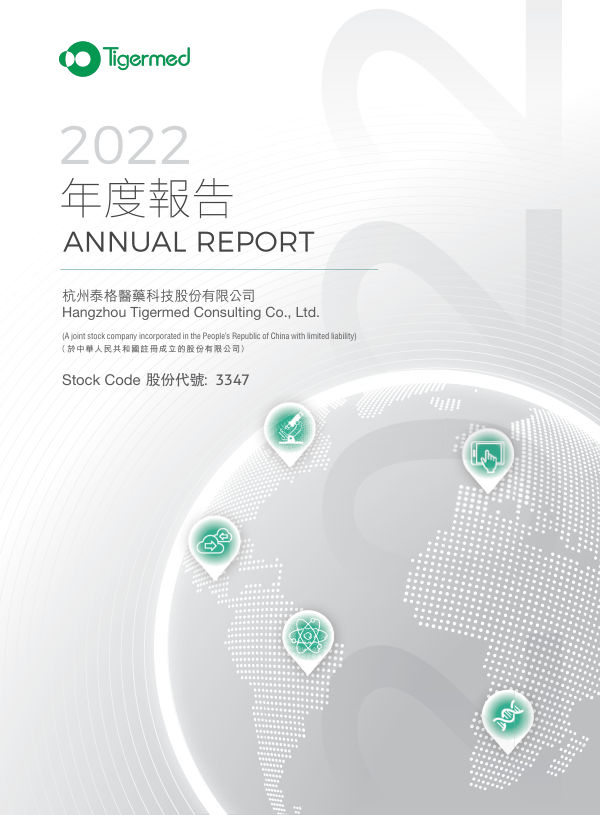 Tigermed
2022
年度報告
ANNUAL REPORT
杭州泰格醫藥科技股份有限公司
Hangzhou Tigermed Consulting Co., Ltd.
(A joint stock company incorporated in the People's Republic of China with limited liability)
(於中華人民共和國註冊成立的股份有限公司)
Stock Code 股份代號: 3347
2022